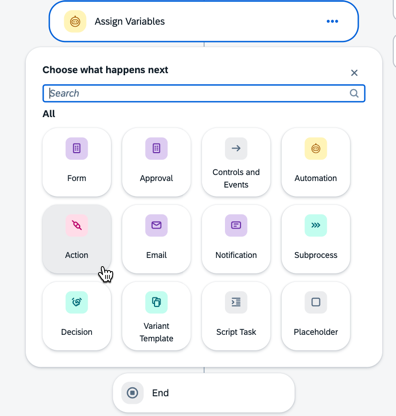 Assign Variables
Choose what happens next
Search
All
Form
Approval
Controls and
Events
Automation
Action
Email
Notification
Subprocess
Decision
Variant
Template
Script Task
Placeholder
End